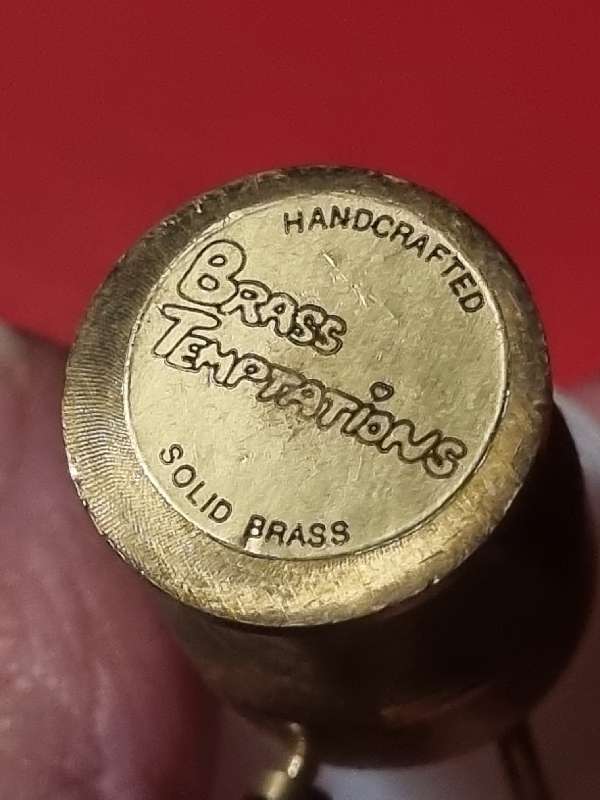 HANDCRAFTED
BRASS
TEMPTATiONS
SOLID BRASS